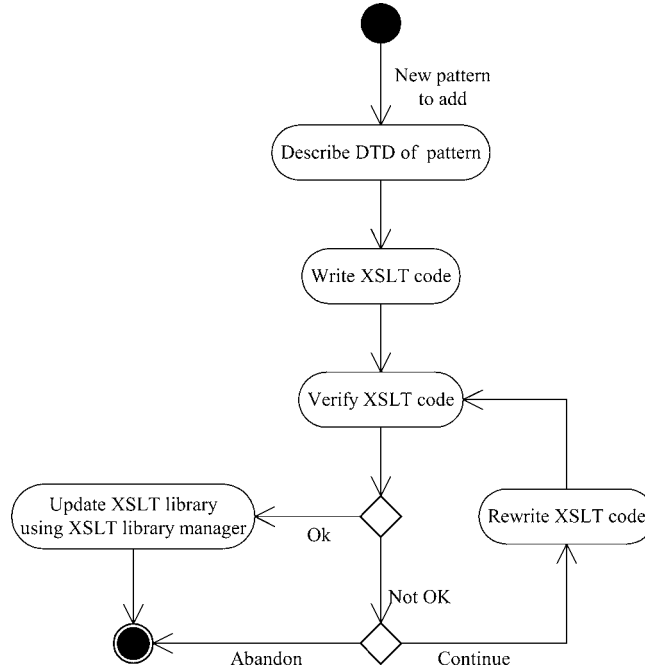 New pattern
to add
Describe DTD of pattern
Write XSLT code
Verify XSLT code
Update XSLT library
using XSLT library manager
Ok
Rewrite XSLT code
Not OK
Abandon
Continue